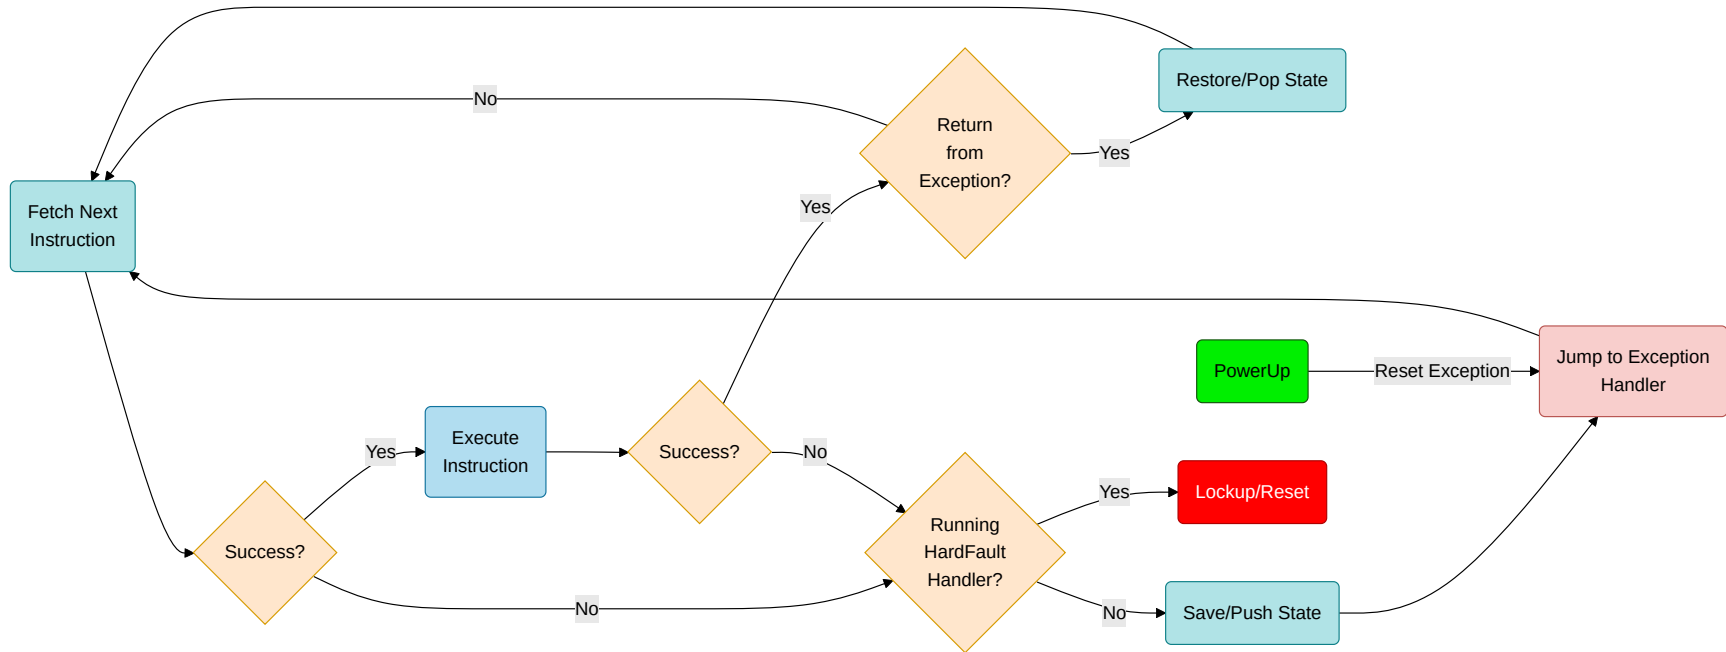 Restore/Pop State
No
Return
from
Exception?
Yes
Yes
Fetch Next
Instruction
PowerUp
Reset Exception
Jump to Exception
Handler
Yes
Execute
Instruction
Success?
No
Success?
No
Running
HardFault
Handler?
Yes
Lockup/Reset
No
Save/Push State